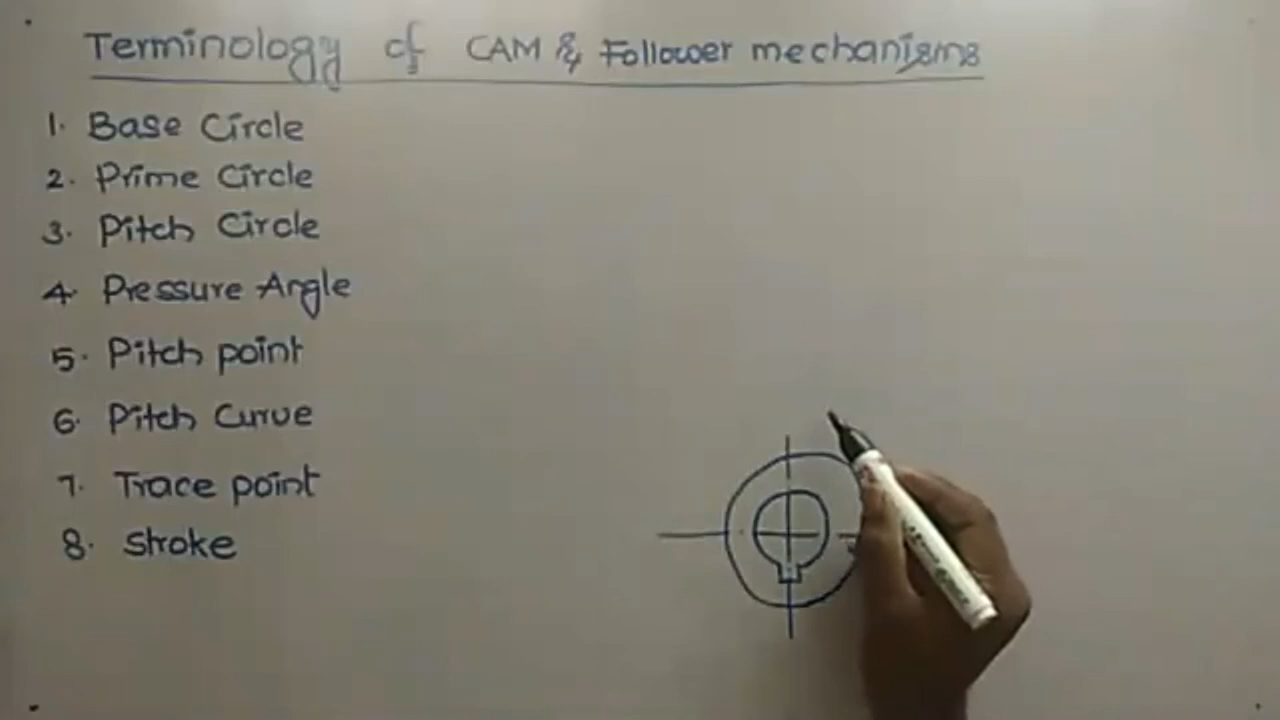 Terminology of CAM & Follower mechanisms
1. Base Circle
2. Prime Circle
3. Pitch Circle
4. Pressure Angle
5. Pitch point
6. Pitch Curve
7. Trace point
8. Stroke